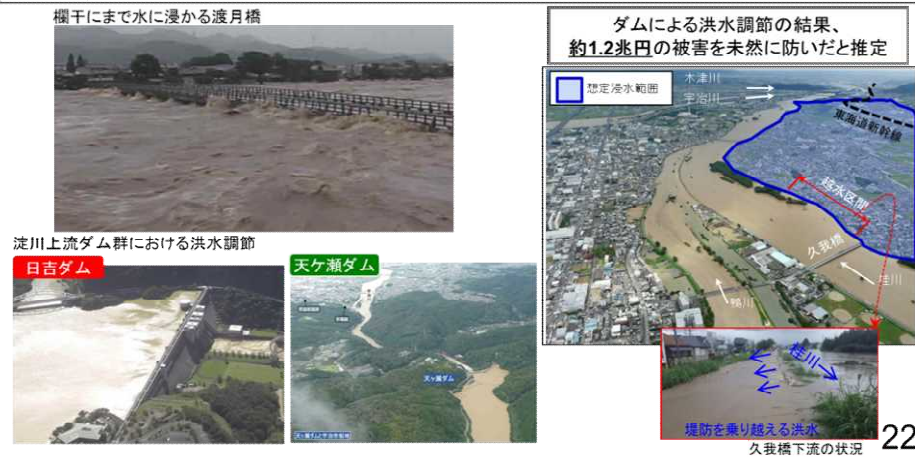 欄干にまで水に浸かる渡月橋
ダムによる洪水調節の結果、
約1.2兆円の被害を未然に防いだと推定
想定浸水範囲
木津川
宇治川
東海道新幹線
越水区間
久我橋
桂川
鴨川
淀川上流ダム群における洪水調節
日吉ダム
天ケ瀬ダム
天ケ瀬ダム
桂川
堤防を乗り越える洪水
久我橋下流の状況
22